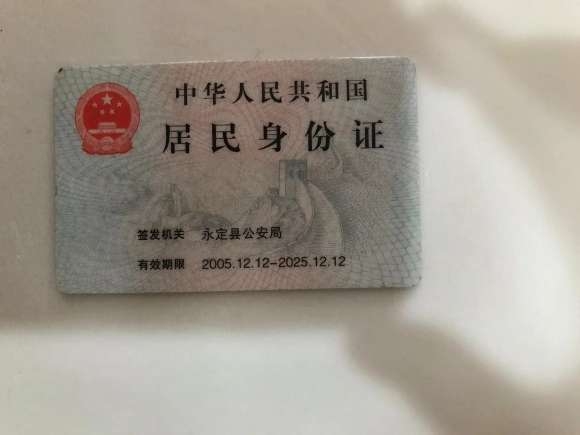 中华人民共和国
居民身份证
签发机关 永定县公安局
有效期限 2005.12.12-2025.12.12